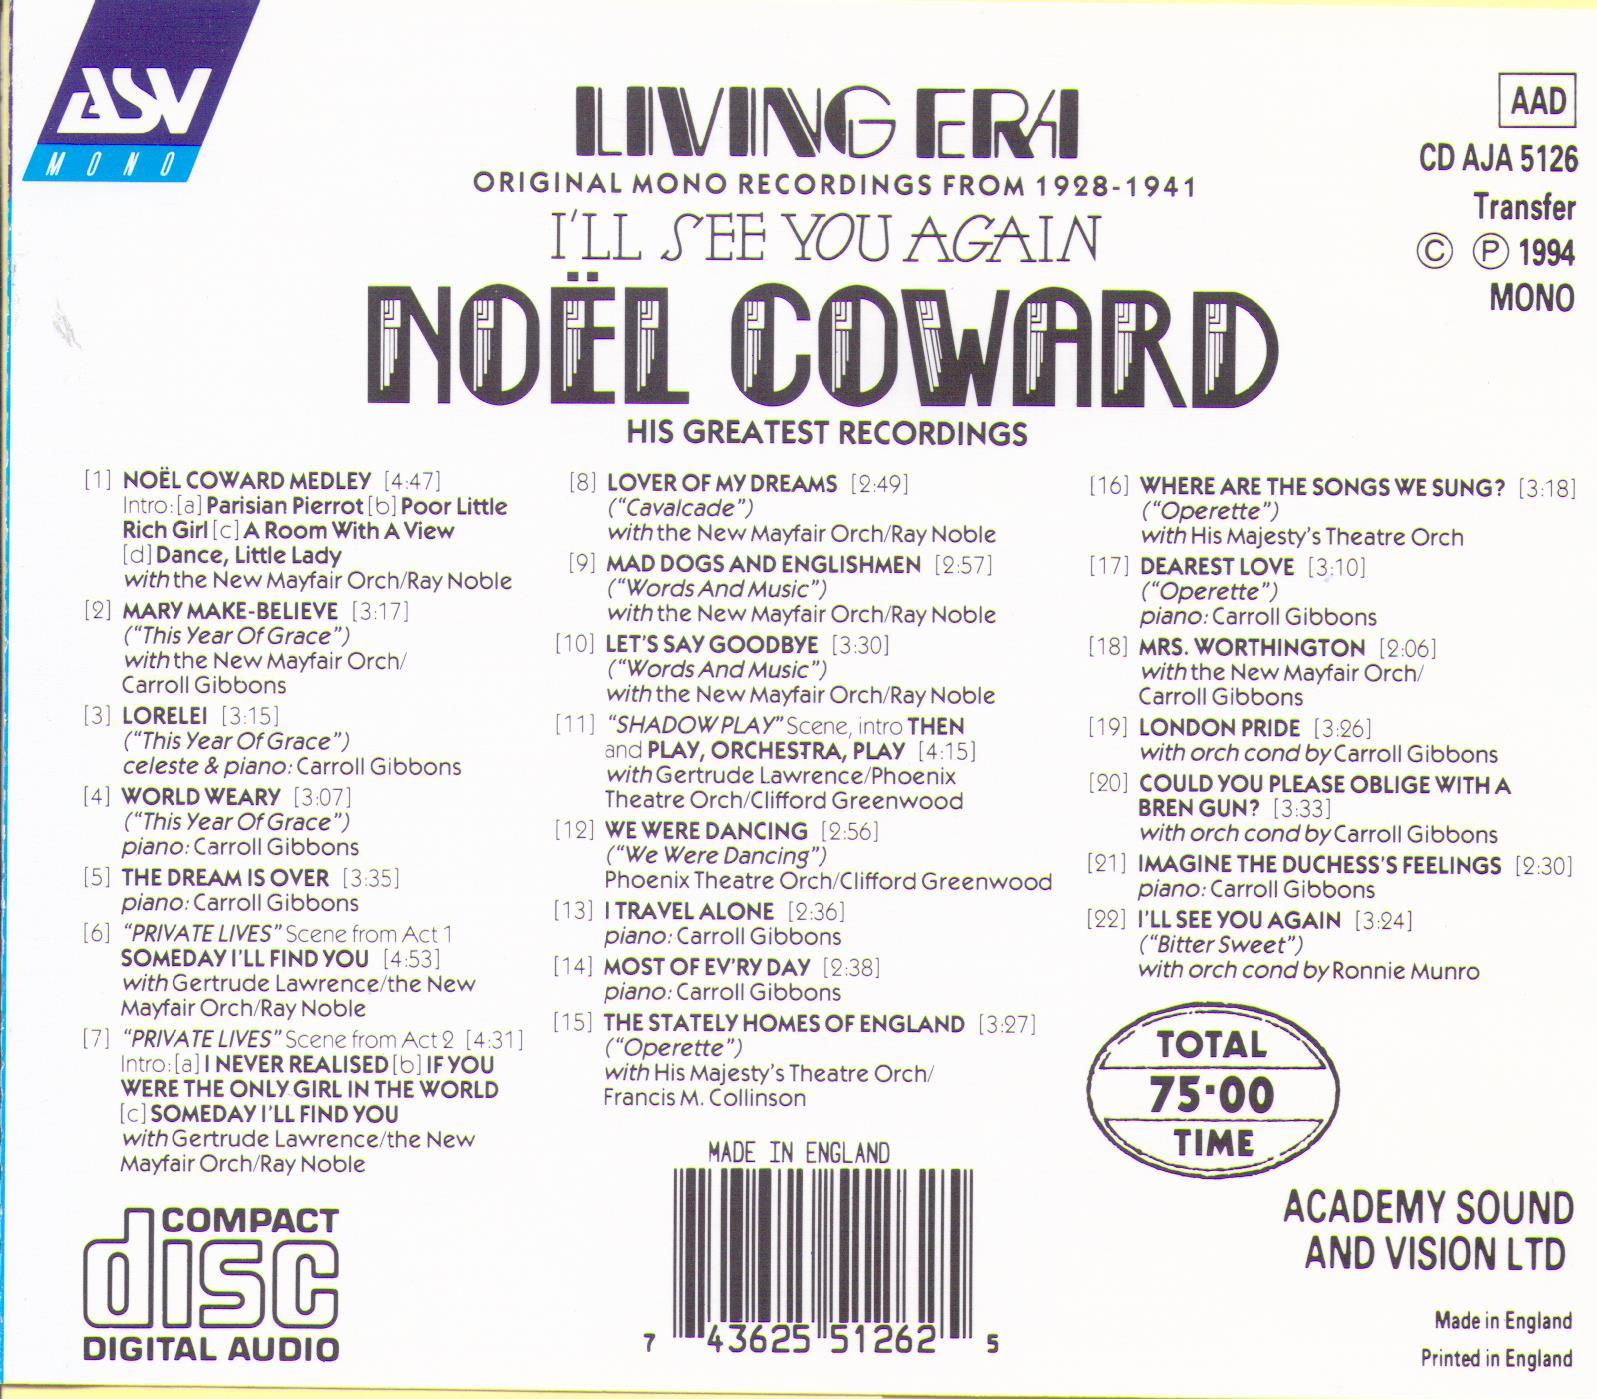 ASV
MONO
LIVING ERA
ORIGINAL MONO RECORDINGS FROM 1928-1941
I'LL SEE YOU AGAIN
NOËL COWARD
HIS GREATEST RECORDINGS
AAD
CD AJA 5126
Transfer
© ℗ 1994
MONO
[1] NOËL COWARD MEDLEY [4:47]
Intro: [a] Parisian Pierrot [b] Poor Little
Rich Girl [c] A Room With A View
[d] Dance, Little Lady
with the New Mayfair Orch/Ray Noble
[2] MARY MAKE-BELIEVE [3:17]
("This Year Of Grace")
with the New Mayfair Orch/
Carroll Gibbons
[3] LORELEI [3:15]
("This Year Of Grace")
celeste & piano: Carroll Gibbons
[4] WORLD WEARY [3:07]
("This Year Of Grace")
piano: Carroll Gibbons
[5] THE DREAM IS OVER [3:35]
piano: Carroll Gibbons
[6] "PRIVATE LIVES" Scene from Act 1
SOMEDAY I'LL FIND YOU [4:53]
with Gertrude Lawrence/the New
Mayfair Orch/Ray Noble
[7] "PRIVATE LIVES" Scene from Act 2 [4:31]
Intro: [a] I NEVER REALISED [b] IF YOU
WERE THE ONLY GIRL IN THE WORLD
[c] SOMEDAY I'LL FIND YOU
with Gertrude Lawrence/the New
Mayfair Orch/Ray Noble
[8] LOVER OF MY DREAMS [2:49]
("Cavalcade")
with the New Mayfair Orch/Ray Noble
[9] MAD DOGS AND ENGLISHMEN [2:57]
("Words And Music")
with the New Mayfair Orch/Ray Noble
[10] LET'S SAY GOODBYE [3:30]
("Words And Music")
with the New Mayfair Orch/Ray Noble
[11] "SHADOW PLAY" Scene, intro THEN
and PLAY, ORCHESTRA, PLAY [4:15]
with Gertrude Lawrence/Phoenix
Theatre Orch/Clifford Greenwood
[12] WE WERE DANCING [2:56]
("We Were Dancing")
Phoenix Theatre Orch/Clifford Greenwood
[13] I TRAVEL ALONE [2:36]
piano: Carroll Gibbons
[14] MOST OF EV'RY DAY [2:38]
piano: Carroll Gibbons
[15] THE STATELY HOMES OF ENGLAND [3:27]
("Operette")
with His Majesty's Theatre Orch/
Francis M. Collinson
[16] WHERE ARE THE SONGS WE SUNG? [3:18]
("Operette")
with His Majesty's Theatre Orch
[17] DEAREST LOVE [3:10]
("Operette")
piano: Carroll Gibbons
[18] MRS. WORTHINGTON [2:06]
with the New Mayfair Orch/
Carroll Gibbons
[19] LONDON PRIDE [3:26]
with orch cond by Carroll Gibbons
[20] COULD YOU PLEASE OBLIGE WITH A
BREN GUN? [3:33]
with orch cond by Carroll Gibbons
[21] IMAGINE THE DUCHESS'S FEELINGS [2:30]
piano: Carroll Gibbons
[22] I'LL SEE YOU AGAIN [3:24]
("Bitter Sweet")
with orch cond by Ronnie Munro
TOTAL
75·00
TIME
COMPACT
disc
DIGITAL AUDIO
MADE IN ENGLAND
7 43625 51262 5
ACADEMY SOUND
AND VISION LTD
Made in England
Printed in England